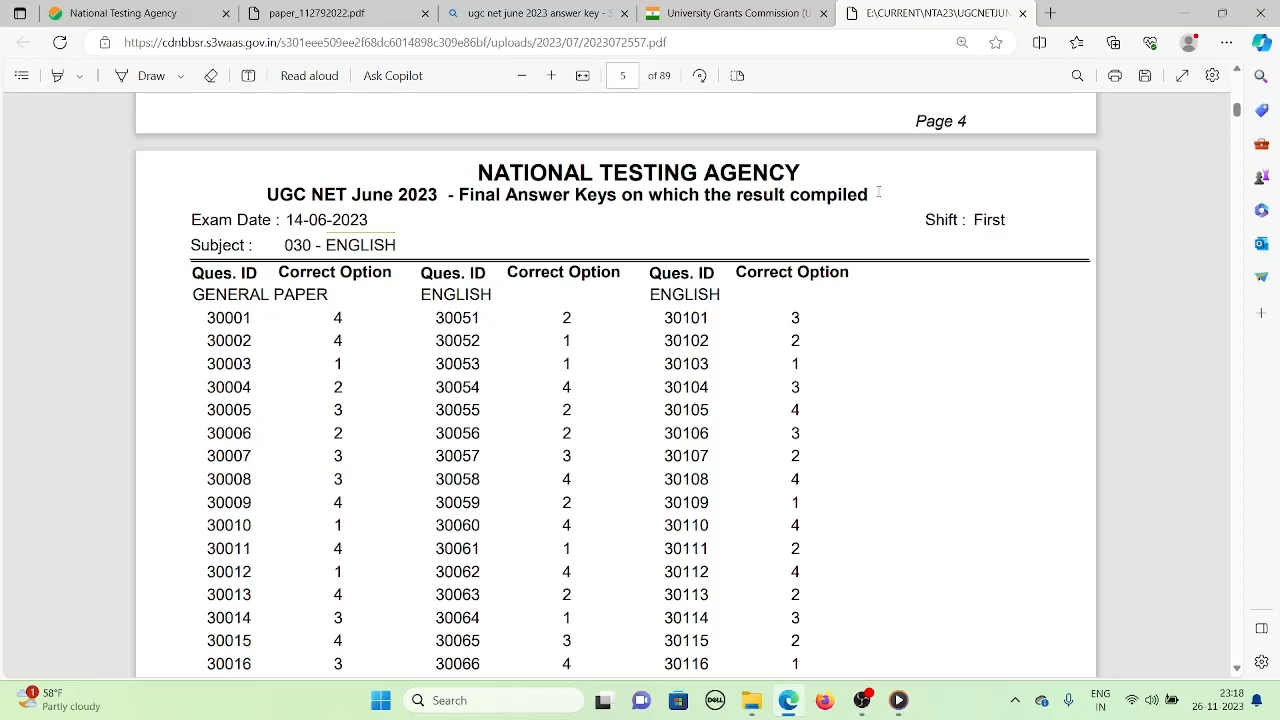 National Testing Agency
paper_112792022.pdf
ugc net june 2023 answer key - S
University Grants Commission (U
E:\CURRENT\NTA23\UGCNETJUN
https://cdnbbsr.s3waas.gov.in/s301eee509ee2f68dc6014898c309e86bf/uploads/2023/07/2023072557.pdf
Draw
Read aloud
Ask Copilot
5 of 89
Page 4
NATIONAL TESTING AGENCY
UGC NET June 2023 - Final Answer Keys on which the result compiled
Exam Date : 14-06-2023 Shift : First
Subject : 030 - ENGLISH
Ques. ID Correct Option Ques. ID Correct Option Ques. ID Correct Option
GENERAL PAPER ENGLISH ENGLISH
30001 4 30051 2 30101 3
30002 4 30052 1 30102 2
30003 1 30053 1 30103 1
30004 2 30054 4 30104 3
30005 3 30055 2 30105 4
30006 2 30056 2 30106 3
30007 3 30057 3 30107 2
30008 3 30058 4 30108 4
30009 4 30059 2 30109 1
30010 1 30060 4 30110 4
30011 4 30061 1 30111 2
30012 1 30062 4 30112 4
30013 4 30063 2 30113 2
30014 3 30064 1 30114 3
30015 4 30065 3 30115 2
30016 3 30066 4 30116 1
1
58°F
Partly cloudy
Search
DELL
ENG
IN
23:18
26-11-2023